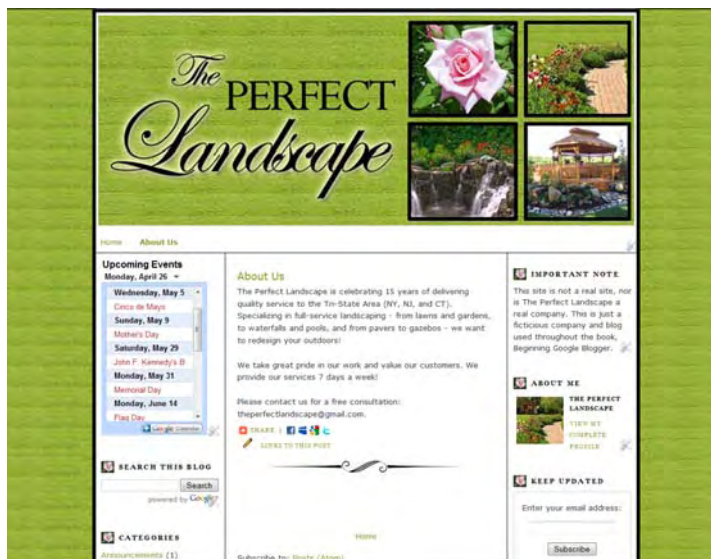 The
PERFECT
Landscape
Home About Us
Upcoming Events
Monday, April 26
Wednesday, May 5
Cinco de Mayo
Sunday, May 9
Mother's Day
Saturday, May 29
John F. Kennedy's B
Monday, May 31
Memorial Day
Monday, June 14
Flag Day
Google Calendar
SEARCH THIS BLOG
Search
powered by Google
CATEGORIES
Announcements (1)
About Us
The Perfect Landscape is celebrating 15 years of delivering
quality service to the Tri-State Area (NY, NJ, and CT).
Specializing in full-service landscaping - from lawns and gardens,
to waterfalls and pools, and from pavers to gazebos - we want
to redesign your outdoors!
We take great pride in our work and value our customers. We
provide our services 7 days a week!
Please contact us for a free consultation:
theperfectlandscape@gmail.com.
SHARE |
LINKS TO THIS POST
Home
Subscribe to: Posts (Atom)
IMPORTANT NOTE
This site is not a real site, nor
is The Perfect Landscape a
real company. This is just a
ficticious company and blog
used throughout the book,
Beginning Google Blogger.
ABOUT ME
THE PERFECT
LANDSCAPE
VIEW MY
COMPLETE
PROFILE
KEEP UPDATED
Enter your email address:
Subscribe